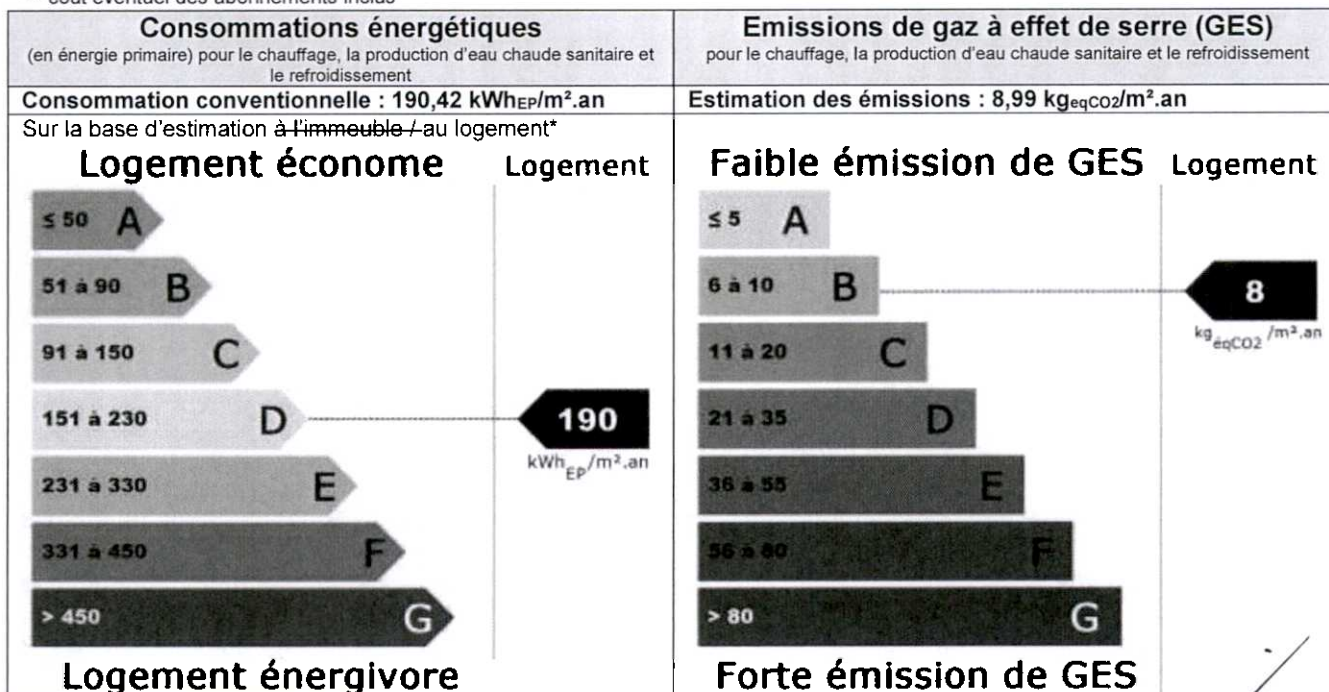 coût éventuel des abonnements inclus
Consommations énergétiques
(en énergie primaire) pour le chauffage, la production d'eau chaude sanitaire et
le refroidissement
Consommation conventionnelle : 190,42 kWhEP/m².an
Sur la base d'estimation à l'immeuble / au logement*
Logement économe
Logement
≤ 50 A
51 à 90 B
91 à 150 C
151 à 230 D
190
kWhEP/m².an
231 à 330 E
331 à 450 F
> 450 G
Logement énergivore
Emissions de gaz à effet de serre (GES)
pour le chauffage, la production d'eau chaude sanitaire et le refroidissement
Estimation des émissions : 8,99 kgeqCO2/m².an
Faible émission de GES
Logement
≤ 5 A
6 à 10 B
8
kgéqCO2/m².an
11 à 20 C
21 à 35 D
36 à 55 E
56 à 80 F
> 80 G
Forte émission de GES